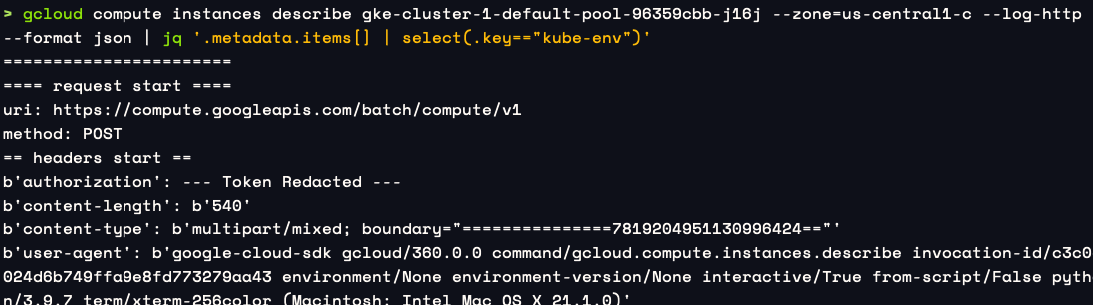 > gcloud compute instances describe gke-cluster-1-default-pool-96359cbb-j16j --zone=us-central1-c --log-http
--format json | jq '.metadata.items[] | select(.key=="kube-env")'
=======================
==== request start ====
uri: https://compute.googleapis.com/batch/compute/v1
method: POST
== headers start ==
b'authorization': --- Token Redacted ---
b'content-length': b'540'
b'content-type': b'multipart/mixed; boundary="===============7819204951130996424=="'
b'user-agent': b'google-cloud-sdk gcloud/360.0.0 command/gcloud.compute.instances.describe invocation-id/c3c0
024d6b749ffa9e8fd773279aa43 environment/None environment-version/None interactive/True from-script/False pyth
n/3.9.7 term/xterm-256color (Macintosh; Intel Mac OS X 21.1.0)'